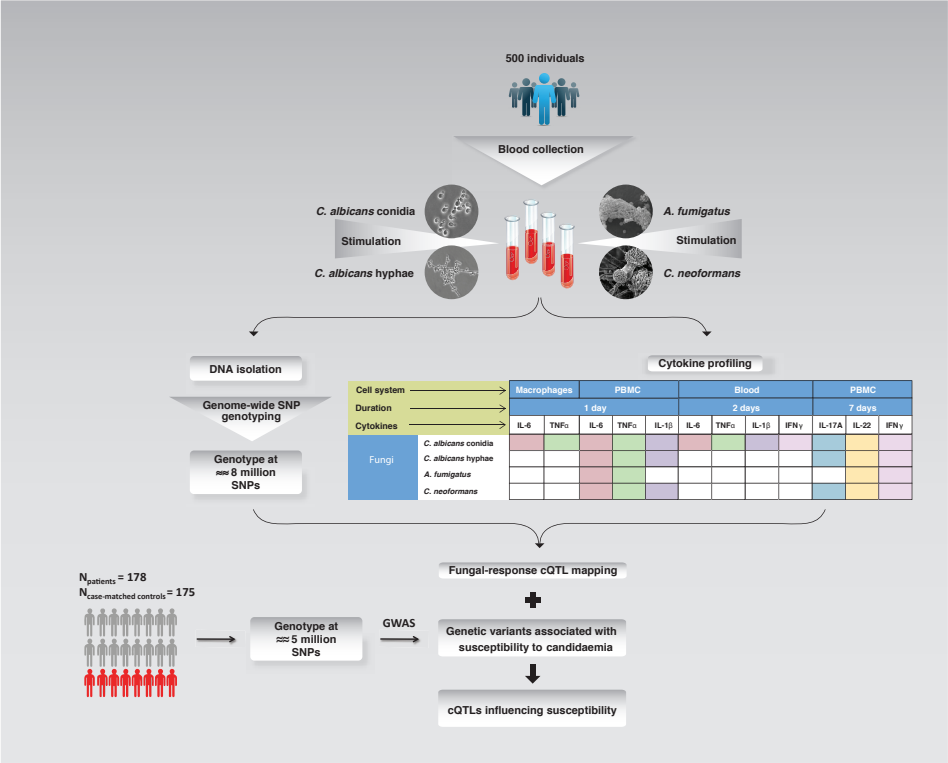 500 individuals
Blood collection
C. albicans conidia
A. fumigatus
Stimulation
Stimulation
C. albicans hyphae
C. neoformans
DNA isolation
Cytokine profiling
Genome-wide SNP
genotyping
Genotype at
≈≈ 8 million
SNPs
Cell system Macrophages PBMC Blood PBMC
Duration 1 day 2 days 7 days
Cytokines IL-6 TNFα IL-6 TNFα IL-1β IL-6 TNFα IL-1β IFNγ IL-17A IL-22 IFNγ
Fungi
C. albicans conidia
C. albicans hyphae
A. fumigatus
C. neoformans
Fungal-response cQTL mapping
Npatients = 178
Ncase-matched controls = 175
Genotype at
≈≈ 5 million
SNPs
GWAS
Genetic variants associated with
susceptibility to candidaemia
cQTLs influencing susceptibility